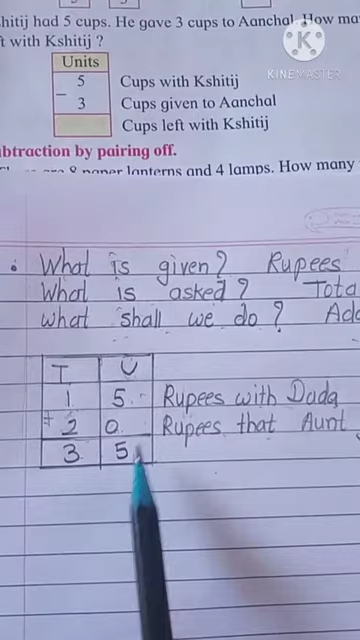 hitij had 5 cups. He gave 3 cups to Aanchal. How ma
t with Kshitij ?
KINEMASTER
Units
5 Cups with Kshitij
− 3 Cups given to Aanchal
Cups left with Kshitij
btraction by pairing off.
8 paper lanterns and 4 lamps. How many
What is given? Rupees
What is asked? Tota
what shall we do? Add
T U
1 5 Rupees with Dada
+ 2 0 Rupees that Aunt
3 5